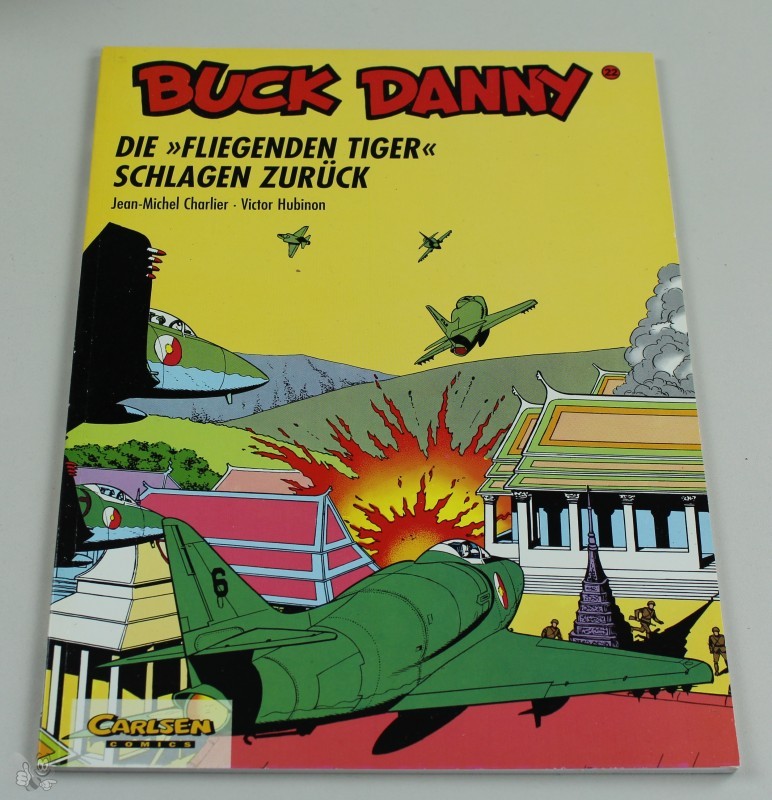 BUCK DANNY 22
DIE »FLIEGENDEN TIGER«
SCHLAGEN ZURÜCK
Jean-Michel Charlier · Victor Hubinon
6
CARLSEN
COMICS